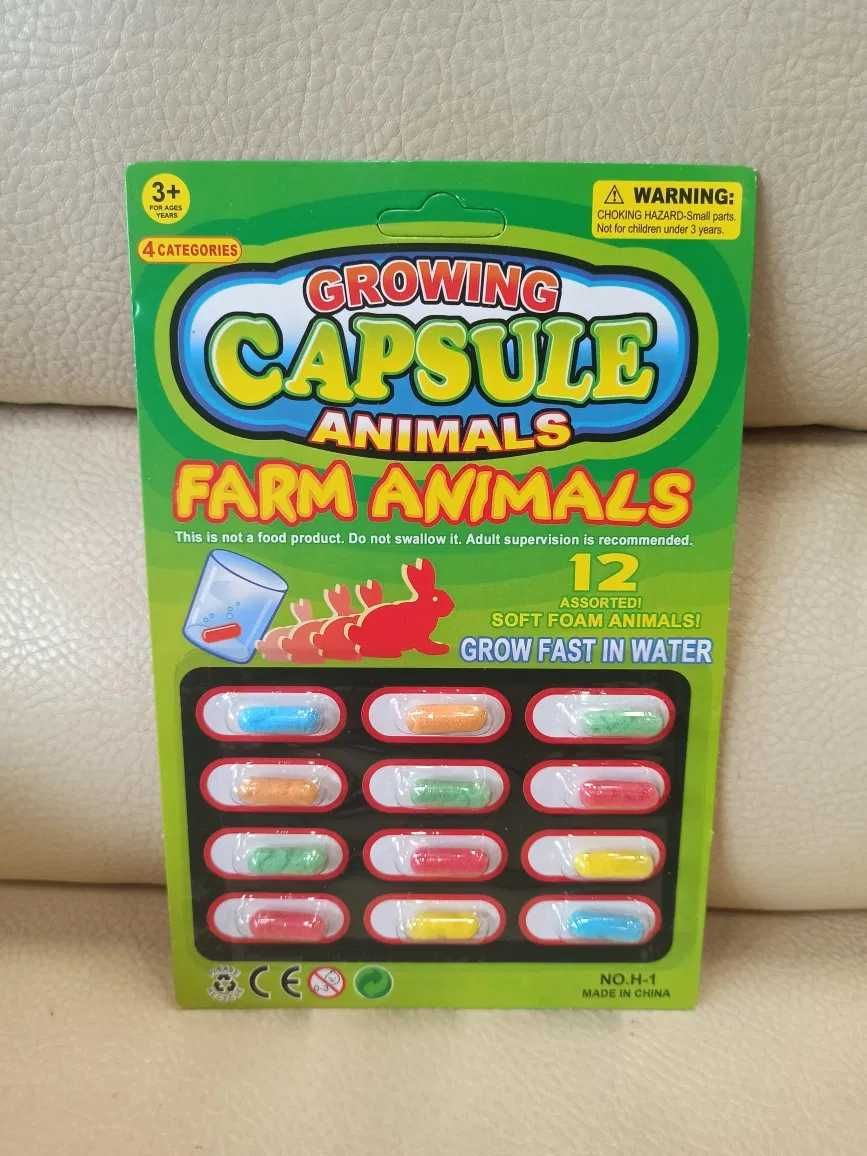 3+
FOR AGES
YEARS
WARNING:
CHOKING HAZARD-Small parts.
Not for children under 3 years.
4 CATEGORIES
GROWING
CAPSULE
ANIMALS
FARM ANIMALS
This is not a food product. Do not swallow it. Adult supervision is recommended.
12
ASSORTED!
SOFT FOAM ANIMALS!
GROW FAST IN WATER
CE
0-3
NO.H-1
MADE IN CHINA